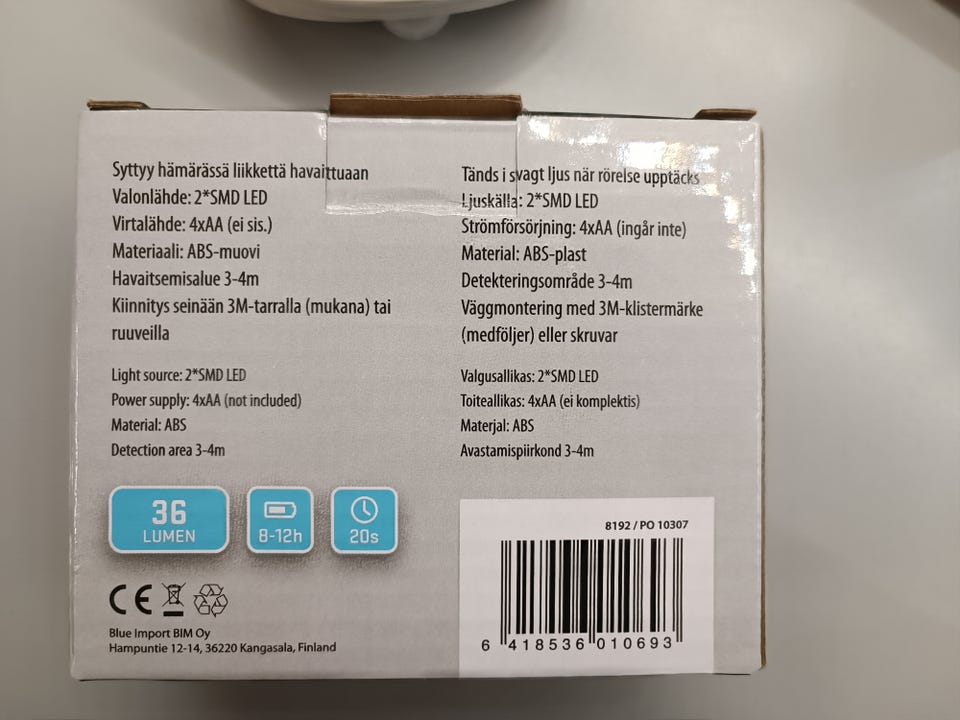 Syttyy hämärässä liikkettä havaittuaan
Valonlähde: 2*SMD LED
Virtalähde: 4xAA (ei sis.)
Materiaali: ABS-muovi
Havaitsemisalue 3-4m
Kiinnitys seinään 3M-tarralla (mukana) tai
ruuveilla
Tänds i svagt ljus när rörelse upptäcks
Ljuskälla: 2*SMD LED
Strömförsörjning: 4xAA (ingår inte)
Material: ABS-plast
Detekteringsområde 3-4m
Väggmontering med 3M-klistermärke
(medföljer) eller skruvar
Light source: 2*SMD LED
Power supply: 4xAA (not included)
Material: ABS
Detection area 3-4m
Valgusallikas: 2*SMD LED
Toiteallikas: 4xAA (ei komplektis)
Materjal: ABS
Avastamispiirkond 3-4m
36
LUMEN
8-12h
20s
CE
Blue Import BIM Oy
Hampuntie 12-14, 36220 Kangasala, Finland
8192 / PO 10307
6 418536 010693